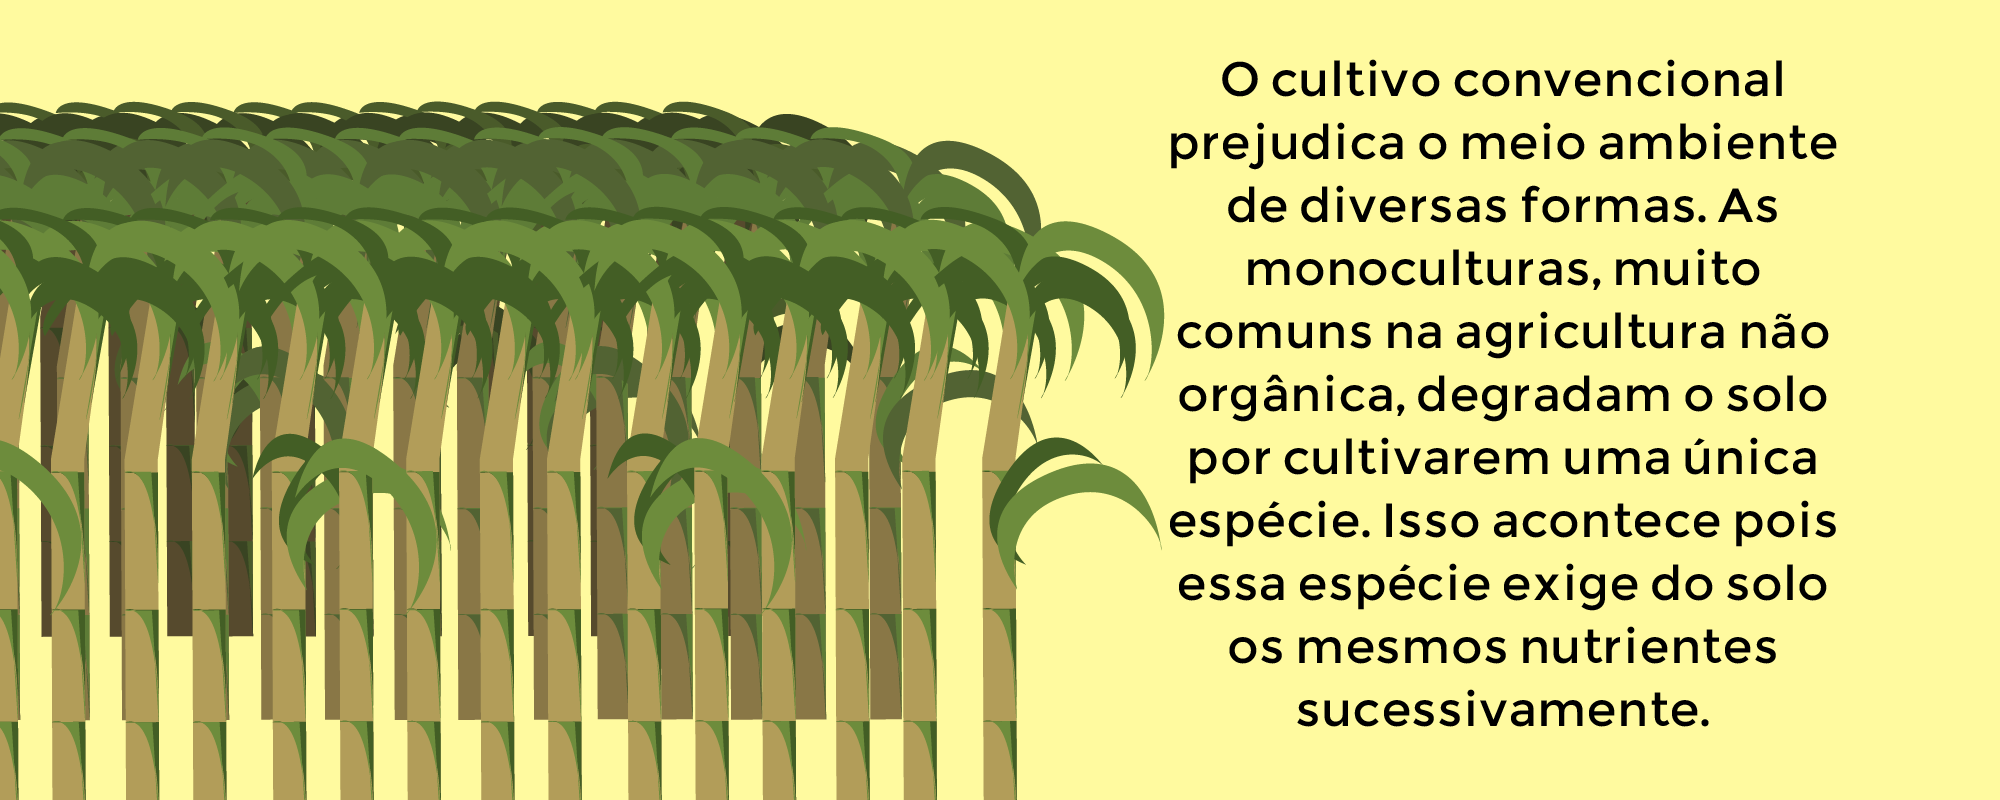 O cultivo convencional
prejudica o meio ambiente
de diversas formas. As
monoculturas, muito
comuns na agricultura não
orgânica, degradam o solo
por cultivarem uma única
espécie. Isso acontece pois
essa espécie exige do solo
os mesmos nutrientes
sucessivamente.